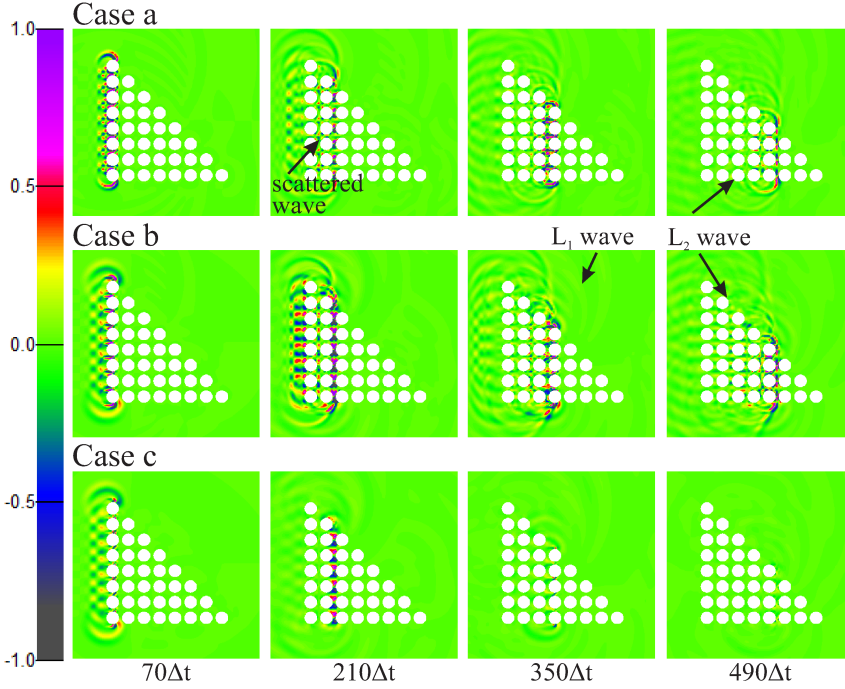 Case a
1.0
0.5
0.0
-0.5
-1.0
scattered
wave
Case b
L₁ wave
L₂ wave
Case c
70Δt
210Δt
350Δt
490Δt